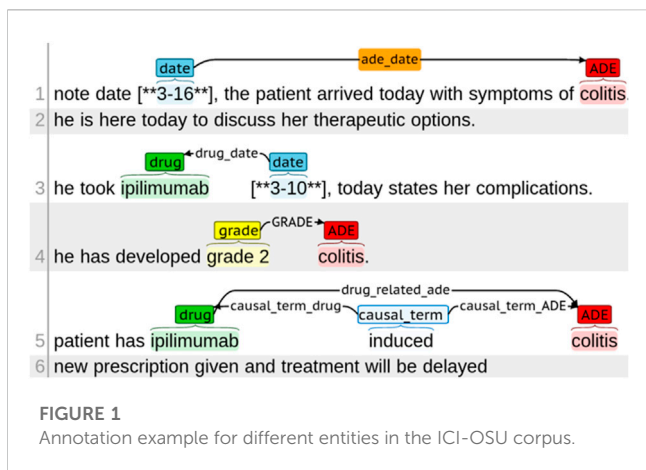 ade_date
date ADE
1 note date [**3-16**], the patient arrived today with symptoms of colitis
2 he is here today to discuss her therapeutic options.
drug drug_date date
3 he took ipilimumab [**3-10**], today states her complications.
grade GRADE ADE
4 he has developed grade 2 colitis.
drug_related_ade
drug causal_term_drug causal_term causal_term_ADE ADE
5 patient has ipilimumab induced colitis
6 new prescription given and treatment will be delayed
FIGURE 1
Annotation example for different entities in the ICI-OSU corpus.